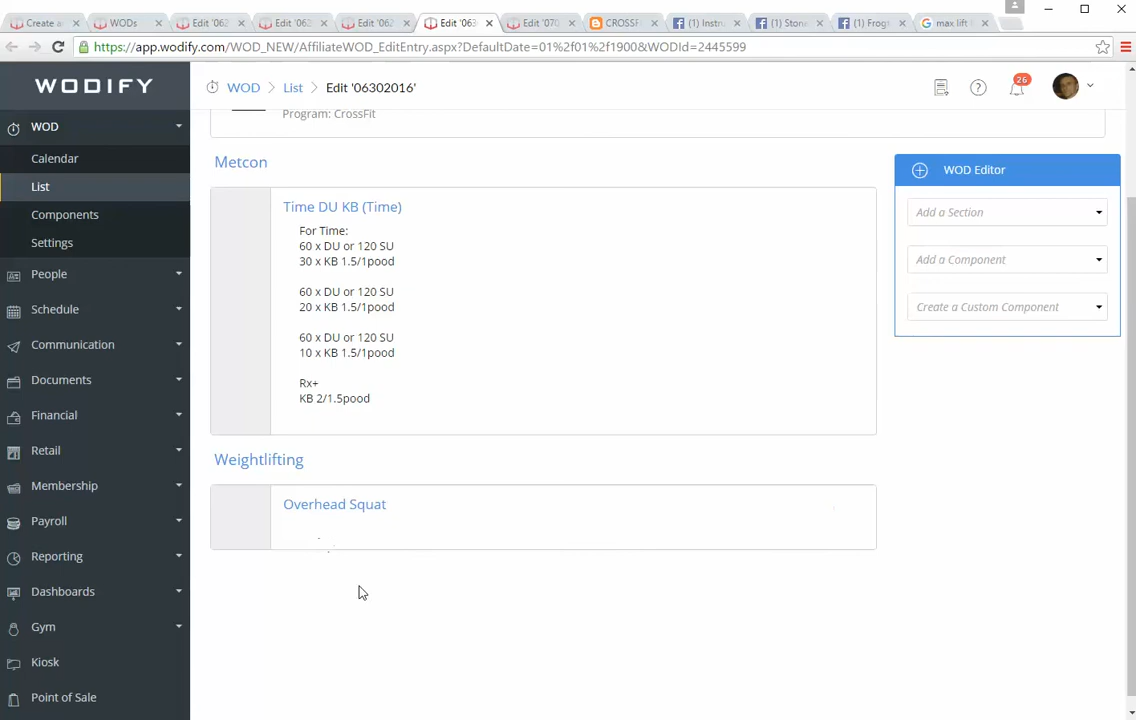 Create a
WODs
Edit '062
Edit '063
Edit '062
Edit '063
Edit '070
CROSSF
(1) Instru
(1) Ston
(1) Frogt
max lift
https://app.wodify.com/WOD_NEW/AffiliateWOD_EditEntry.aspx?DefaultDate=01%2f01%2f1900&WODId=2445599
WODIFY
WOD > List > Edit '06302016'
26
Program: CrossFit
WOD
Calendar
List
Components
Settings
People
Schedule
Communication
Documents
Financial
Retail
Membership
Payroll
Reporting
Dashboards
Gym
Kiosk
Point of Sale
Metcon
Time DU KB (Time)
For Time:
60 x DU or 120 SU
30 x KB 1.5/1pood
60 x DU or 120 SU
20 x KB 1.5/1pood
60 x DU or 120 SU
10 x KB 1.5/1pood
Rx+
KB 2/1.5pood
Weightlifting
Overhead Squat
WOD Editor
Add a Section
Add a Component
Create a Custom Component